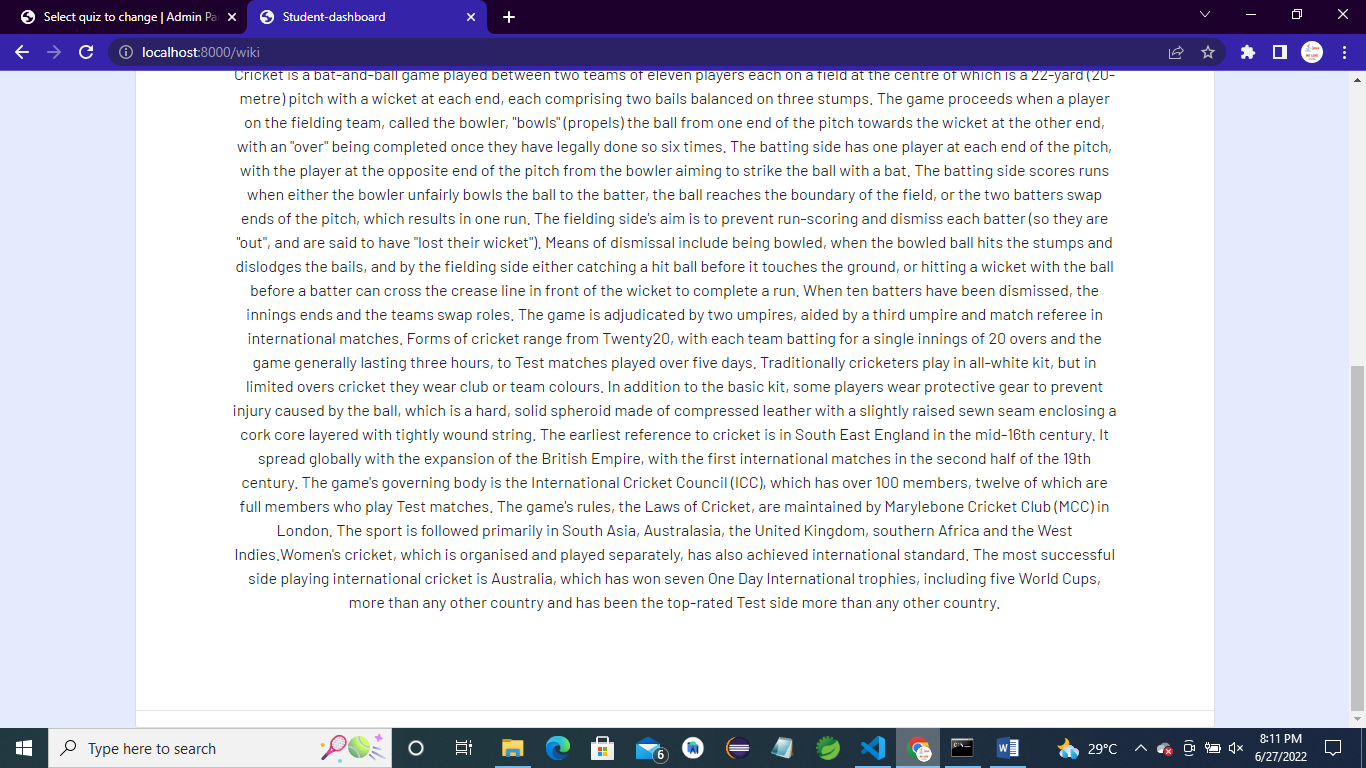 Select quiz to change | Admin Pa
Student-dashboard
localhost:8000/wiki
Cricket is a bat-and-ball game played between two teams of eleven players each on a field at the centre of which is a 22-yard (20-
metre) pitch with a wicket at each end, each comprising two bails balanced on three stumps. The game proceeds when a player
on the fielding team, called the bowler, "bowls" (propels) the ball from one end of the pitch towards the wicket at the other end,
with an "over" being completed once they have legally done so six times. The batting side has one player at each end of the pitch,
with the player at the opposite end of the pitch from the bowler aiming to strike the ball with a bat. The batting side scores runs
when either the bowler unfairly bowls the ball to the batter, the ball reaches the boundary of the field, or the two batters swap
ends of the pitch, which results in one run. The fielding side's aim is to prevent run-scoring and dismiss each batter (so they are
"out", and are said to have "lost their wicket"). Means of dismissal include being bowled, when the bowled ball hits the stumps and
dislodges the bails, and by the fielding side either catching a hit ball before it touches the ground, or hitting a wicket with the ball
before a batter can cross the crease line in front of the wicket to complete a run. When ten batters have been dismissed, the
innings ends and the teams swap roles. The game is adjudicated by two umpires, aided by a third umpire and match referee in
international matches. Forms of cricket range from Twenty20, with each team batting for a single innings of 20 overs and the
game generally lasting three hours, to Test matches played over five days. Traditionally cricketers play in all-white kit, but in
limited overs cricket they wear club or team colours. In addition to the basic kit, some players wear protective gear to prevent
injury caused by the ball, which is a hard, solid spheroid made of compressed leather with a slightly raised sewn seam enclosing a
cork core layered with tightly wound string. The earliest reference to cricket is in South East England in the mid-16th century. It
spread globally with the expansion of the British Empire, with the first international matches in the second half of the 19th
century. The game's governing body is the International Cricket Council (ICC), which has over 100 members, twelve of which are
full members who play Test matches. The game's rules, the Laws of Cricket, are maintained by Marylebone Cricket Club (MCC) in
London. The sport is followed primarily in South Asia, Australasia, the United Kingdom, southern Africa and the West
Indies.Women's cricket, which is organised and played separately, has also achieved international standard. The most successful
side playing international cricket is Australia, which has won seven One Day International trophies, including five World Cups,
more than any other country and has been the top-rated Test side more than any other country.
Type here to search
6
29°C
8:11 PM
6/27/2022